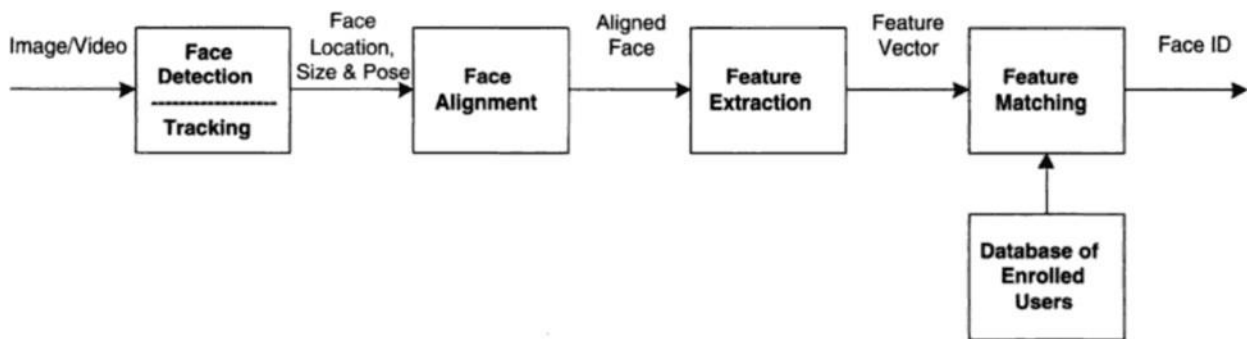 Image/Video
Face
Detection
Tracking
Face
Location,
Size & Pose
Face
Alignment
Aligned
Face
Feature
Extraction
Feature
Vector
Feature
Matching
Face ID
Database of
Enrolled
Users